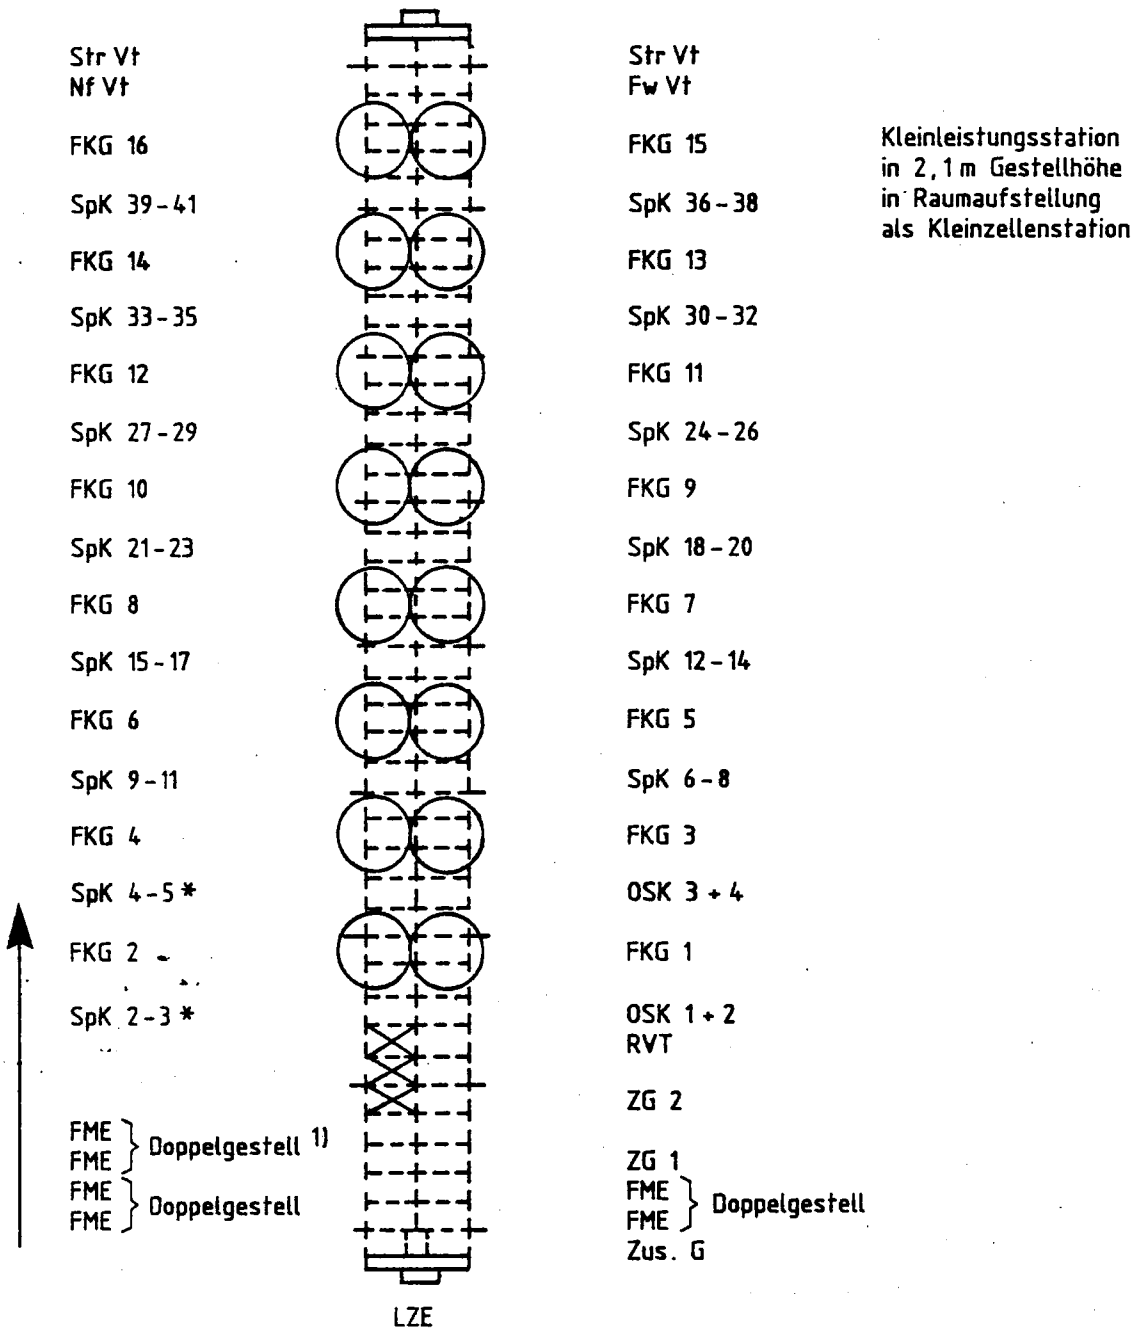 Str Vt
Nf Vt
FKG 16
SpK 39-41
FKG 14
SpK 33-35
FKG 12
SpK 27-29
FKG 10
SpK 21-23
FKG 8
SpK 15-17
FKG 6
SpK 9-11
FKG 4
SpK 4-5 *
FKG 2
SpK 2-3 *
FME
FME
Doppelgestell 1)
FME
FME
Doppelgestell
LZE
Str Vt
Fw Vt
FKG 15
SpK 36-38
FKG 13
SpK 30-32
FKG 11
SpK 24-26
FKG 9
SpK 18-20
FKG 7
SpK 12-14
FKG 5
SpK 6-8
FKG 3
OSK 3 + 4
FKG 1
OSK 1 + 2
RVT
ZG 2
ZG 1
FME
FME
Doppelgestell
Zus. G
Kleinleistungsstation
in 2,1 m Gestellhöhe
in Raumaufstellung
als Kleinzellenstation